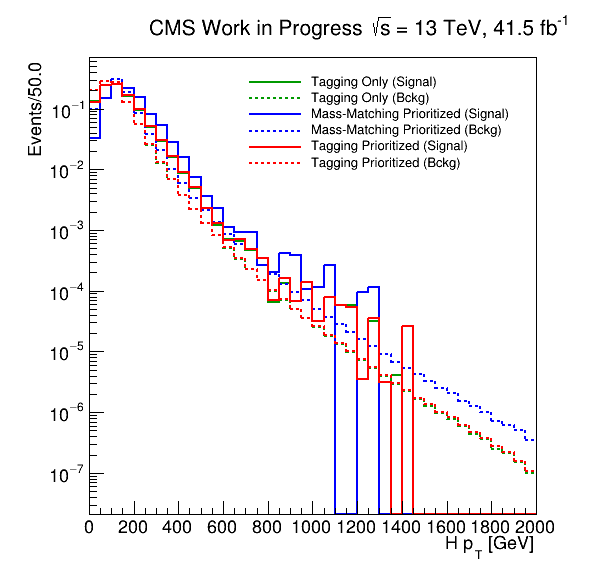 CMS Work in Progress √s = 13 TeV, 41.5 fb⁻¹
Events/50.0
Tagging Only (Signal)
Tagging Only (Bckg)
Mass-Matching Prioritized (Signal)
Mass-Matching Prioritized (Bckg)
Tagging Prioritized (Signal)
Tagging Prioritized (Bckg)
10⁻¹
10⁻²
10⁻³
10⁻⁴
10⁻⁵
10⁻⁶
10⁻⁷
0 200 400 600 800 1000 1200 1400 1600 1800 2000
H p_T [GeV]